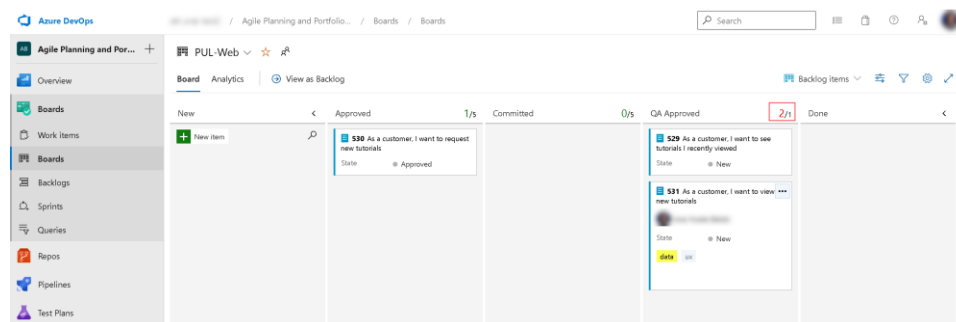 Azure DevOps
/ Agile Planning and Portfolio... / Boards / Boards
Search
AB Agile Planning and Por... +
Overview
Boards
Work items
Boards
Backlogs
Sprints
Queries
Repos
Pipelines
Test Plans
PUL-Web
Board Analytics View as Backlog
Backlog items
New
New item
Approved 1/5
530 As a customer, I want to request
new tutorials
State Approved
Committed 0/5
QA Approved 2/1
529 As a customer, I want to see
tutorials I recently viewed
State New
531 As a customer, I want to view ...
new tutorials
State New
data ux
Done